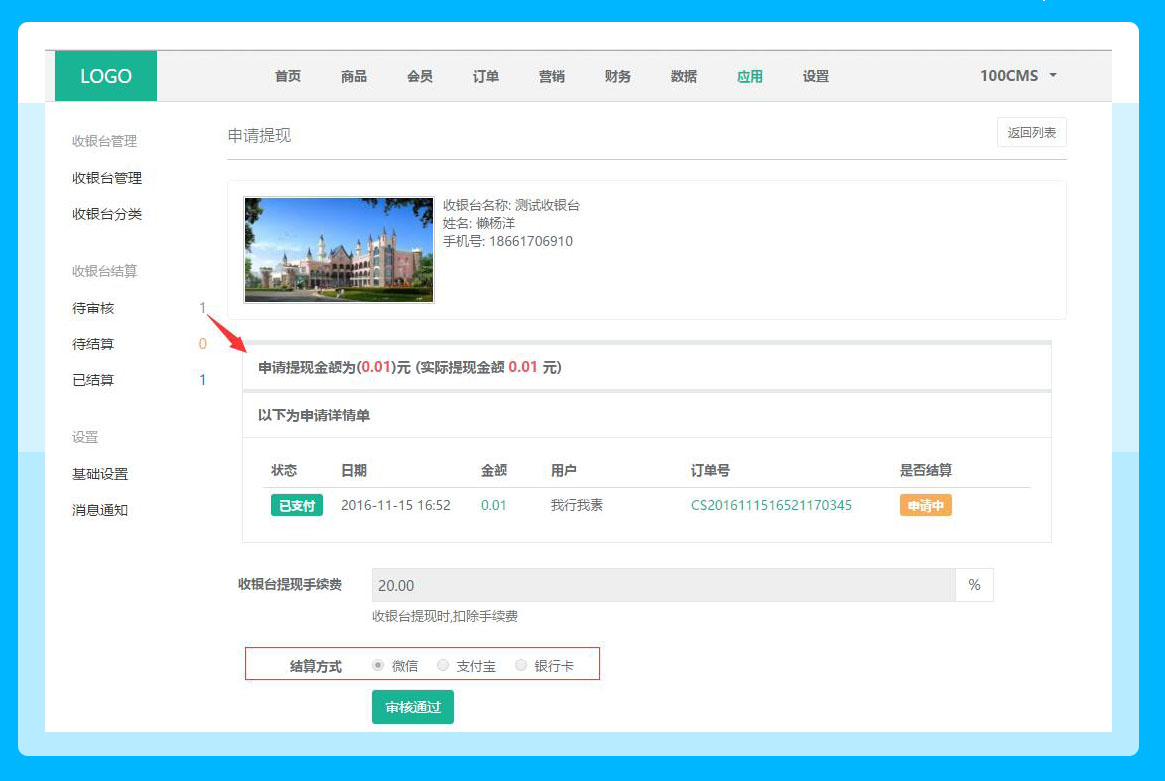 LOGO
首页 商品 会员 订单 营销 财务 数据 应用 设置 100CMS
收银台管理
收银台管理
收银台分类
收银台结算
待审核 1
待结算 0
已结算 1
设置
基础设置
消息通知
申请提现 返回列表
收银台名称: 测试收银台
姓名: 懒杨洋
手机号: 18661706910
申请提现金额为(0.01)元 (实际提现金额 0.01 元)
以下为申请详情单
状态 日期 金额 用户 订单号 是否结算
已支付 2016-11-15 16:52 0.01 我行我素 CS2016111516521170345 申请中
收银台提现手续费 20.00 %
收银台提现时,扣除手续费
结算方式 微信 支付宝 银行卡
审核通过